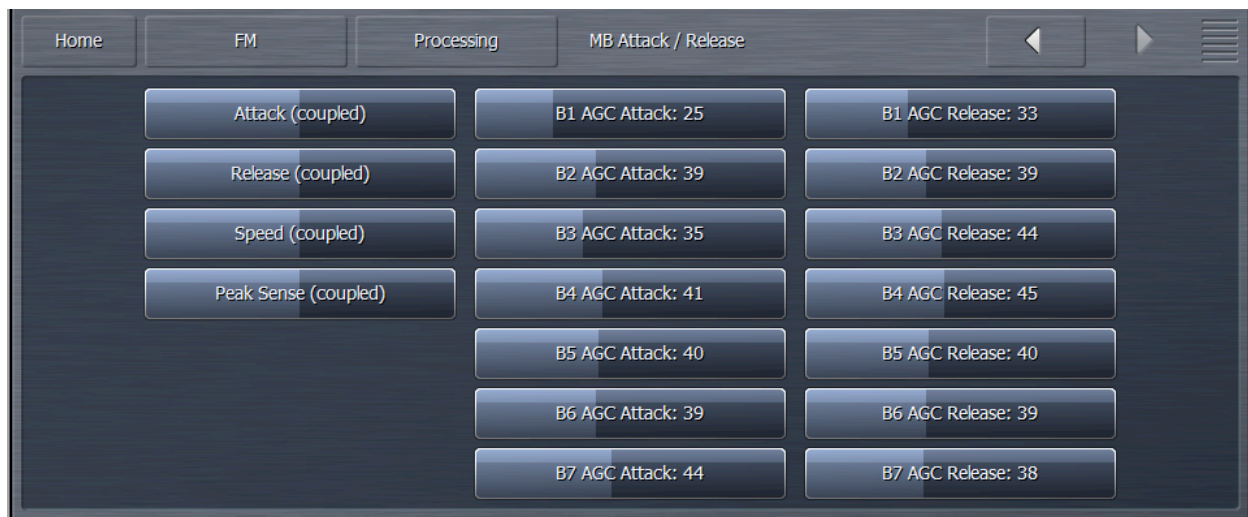 Home FM Processing MB Attack / Release
Attack (coupled) B1 AGC Attack: 25 B1 AGC Release: 33
Release (coupled) B2 AGC Attack: 39 B2 AGC Release: 39
Speed (coupled) B3 AGC Attack: 35 B3 AGC Release: 44
Peak Sense (coupled) B4 AGC Attack: 41 B4 AGC Release: 45
B5 AGC Attack: 40 B5 AGC Release: 40
B6 AGC Attack: 39 B6 AGC Release: 39
B7 AGC Attack: 44 B7 AGC Release: 38